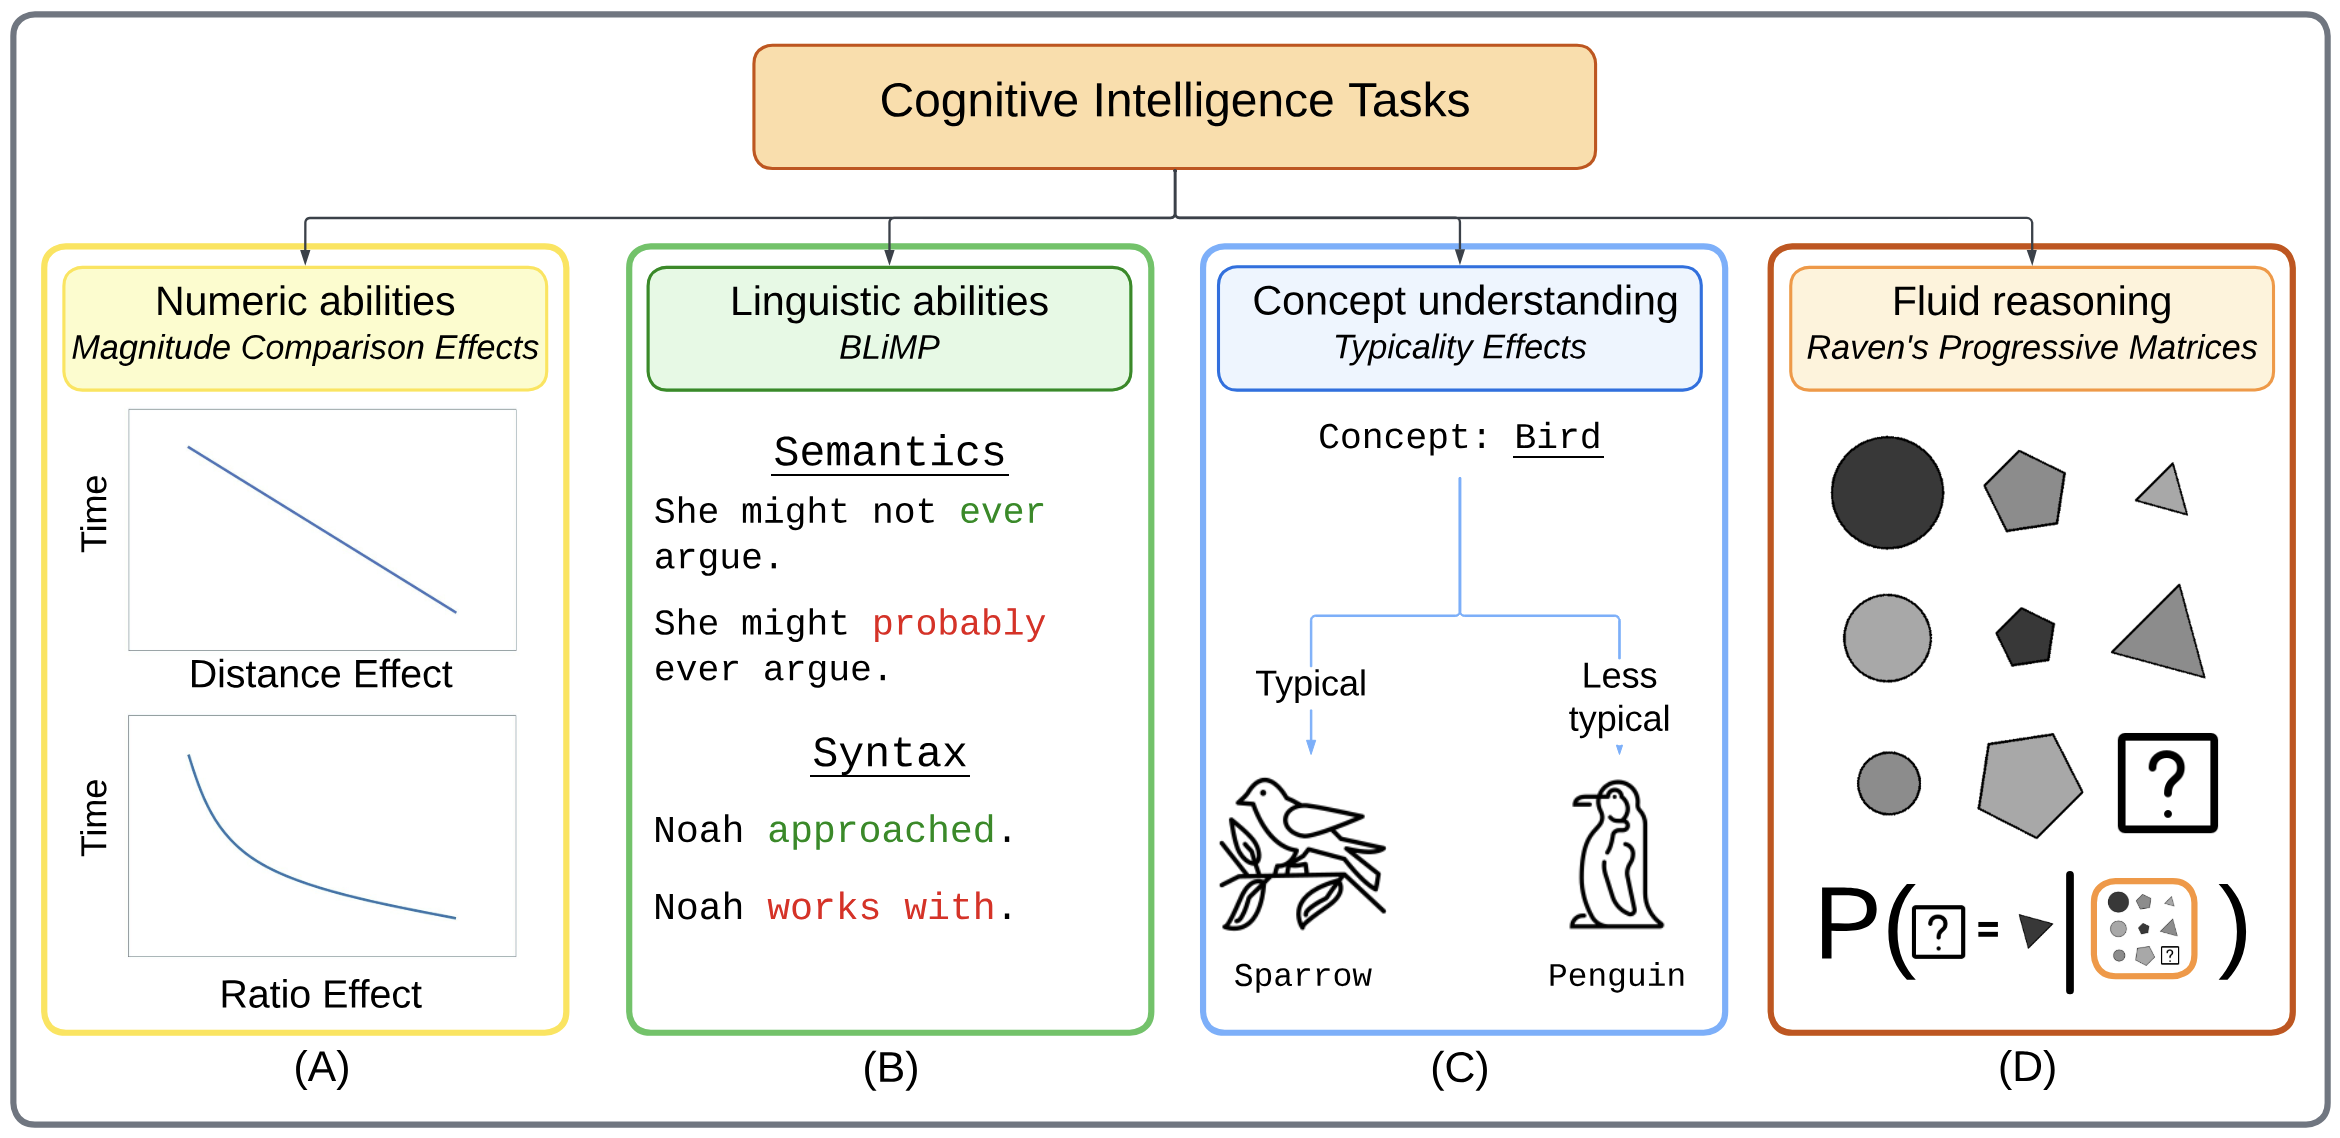 Cognitive Intelligence Tasks
Numeric abilities
Magnitude Comparison Effects
Time
Distance Effect
Time
Ratio Effect
(A)
Linguistic abilities
BLiMP
Semantics
She might not ever
argue.
She might probably
ever argue.
Syntax
Noah approached.
Noah works with.
(B)
Concept understanding
Typicality Effects
Concept: Bird
Typical
Less
typical
Sparrow
Penguin
(C)
Fluid reasoning
Raven's Progressive Matrices
?
P(? = | ? )
(D)